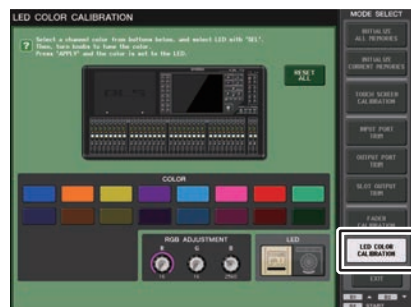 LED COLOR CALIBRATION
Select a channel color from buttons below, and select LED with "SEL".
Then, turn knobs to tune the color.
Press "APPLY" and the color is set to the LED.
RESET
ALL
COLOR
RGB ADJUSTMENT
R
G
B
LED
MODE SELECT
INITIALIZE
ALL MEMORIES
INITIALIZE
CURRENT MEMORIES
TOUCH SCREEN
CALIBRATION
INPUT PORT
TRIM
OUTPUT PORT
TRIM
SLOT OUTPUT
TRIM
FADER
CALIBRATION
LED COLOR
CALIBRATION
EXIT
START